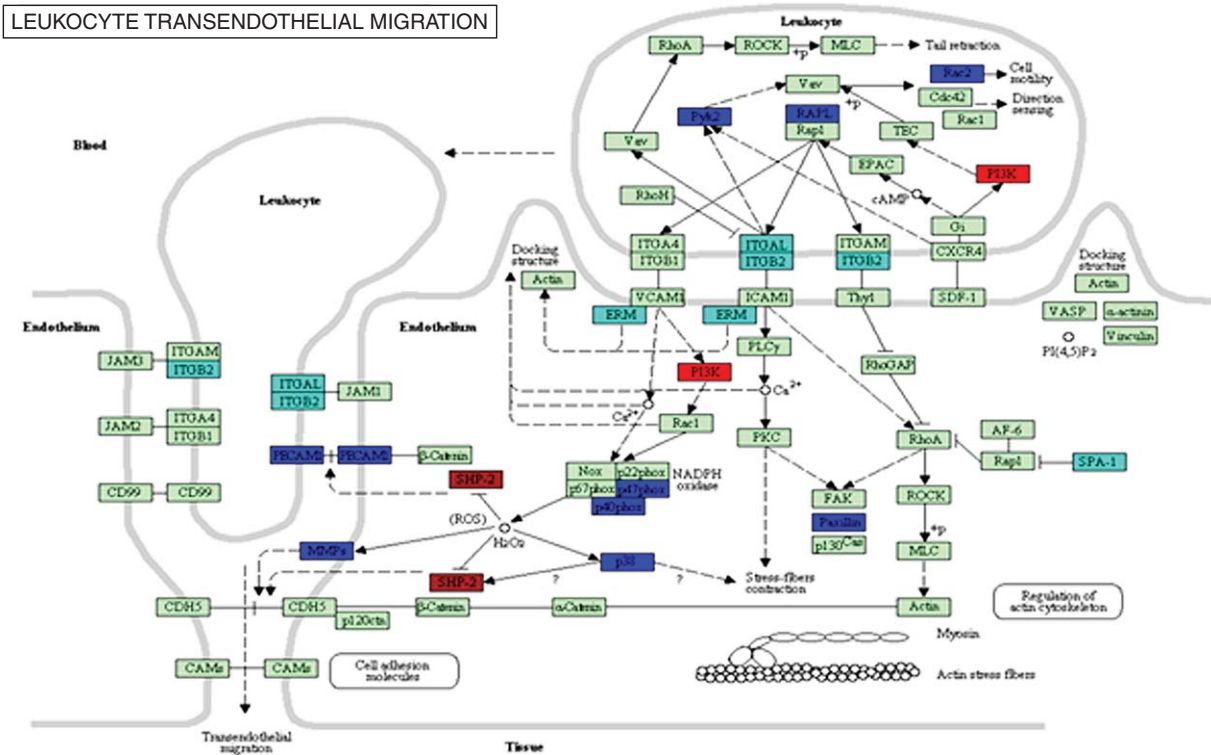 LEUKOCYTE TRANSENDOTHELIAL MIGRATION
Leukocyte
RhoA
ROCK
+p
MLC
Tail retraction
Rac2
Cell
motility
Vav
+p
Cdc42
Direction
sensing
Rac1
Pyk2
RAPL
Rap1
TEC
Vav
EPAC
PI3K
RhoH
cAMP
Gi
ITGA4
ITGB1
ITGAL
ITGB2
ITGAM
ITGB2
CXCR4
Blood
Leukocyte
Docking
structure
Actin
VCAM1
ICAM1
Thy1
SDF-1
ERM
ERM
Docking
structure
Actin
VASP
α-actinin
PI(4,5)P2
Vinculin
Endothelium
Endothelium
PLCγ
RhoGAP
JAM3
ITGAM
ITGB2
ITGAL
ITGB2
JAM1
PI3K
Ca2+
Ca2+
JAM2
ITGA4
ITGB1
Rac1
PKC
RhoA
AF-6
Rap1
SPA-1
PECAM1
PECAM1
β-Catenin
SHP-2
Nox
p22phox
p67phox
p47phox
p40phox
NADPH
oxidase
CD99
CD99
FAK
Paxillin
p130Cas
ROCK
+p
MLC
(ROS)
H2O2
MMPs
p38
SHP-2
?
?
Stress-fibers
contraction
CDH5
CDH5
p120ctn
β-Catenin
α-Catenin
Actin
Regulation of
actin cytoskeleton
Myosin
Actin stress fibers
CAMs
CAMs
Cell adhesion
molecules
Transendothelial
migration
Tissue